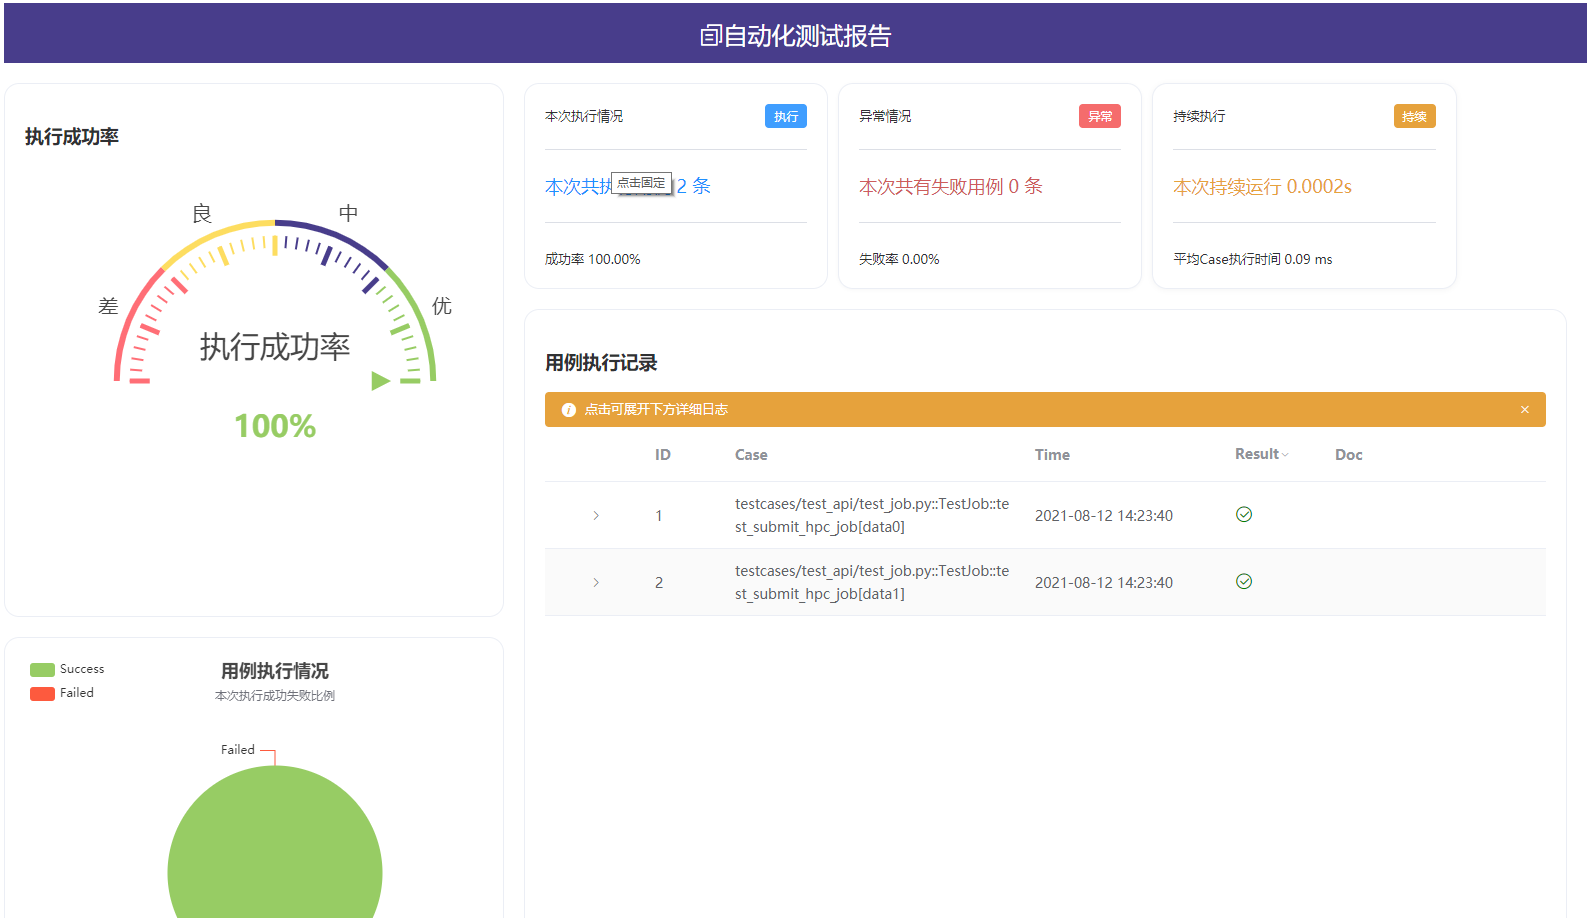 自动化测试报告
执行成功率
良
中
差
优
执行成功率
100%
本次执行情况 执行
本次共执 2 条
点击固定
成功率 100.00%
异常情况 异常
本次共有失败用例 0 条
失败率 0.00%
持续执行 持续
本次持续运行 0.0002s
平均Case执行时间 0.09 ms
用例执行记录
点击可展开下方详细日志
ID Case Time Result Doc
1 testcases/test_api/test_job.py::TestJob::te 2021-08-12 14:23:40
st_submit_hpc_job[data0]
2 testcases/test_api/test_job.py::TestJob::te 2021-08-12 14:23:40
st_submit_hpc_job[data1]
Success
Failed
用例执行情况
本次执行成功失败比例
Failed